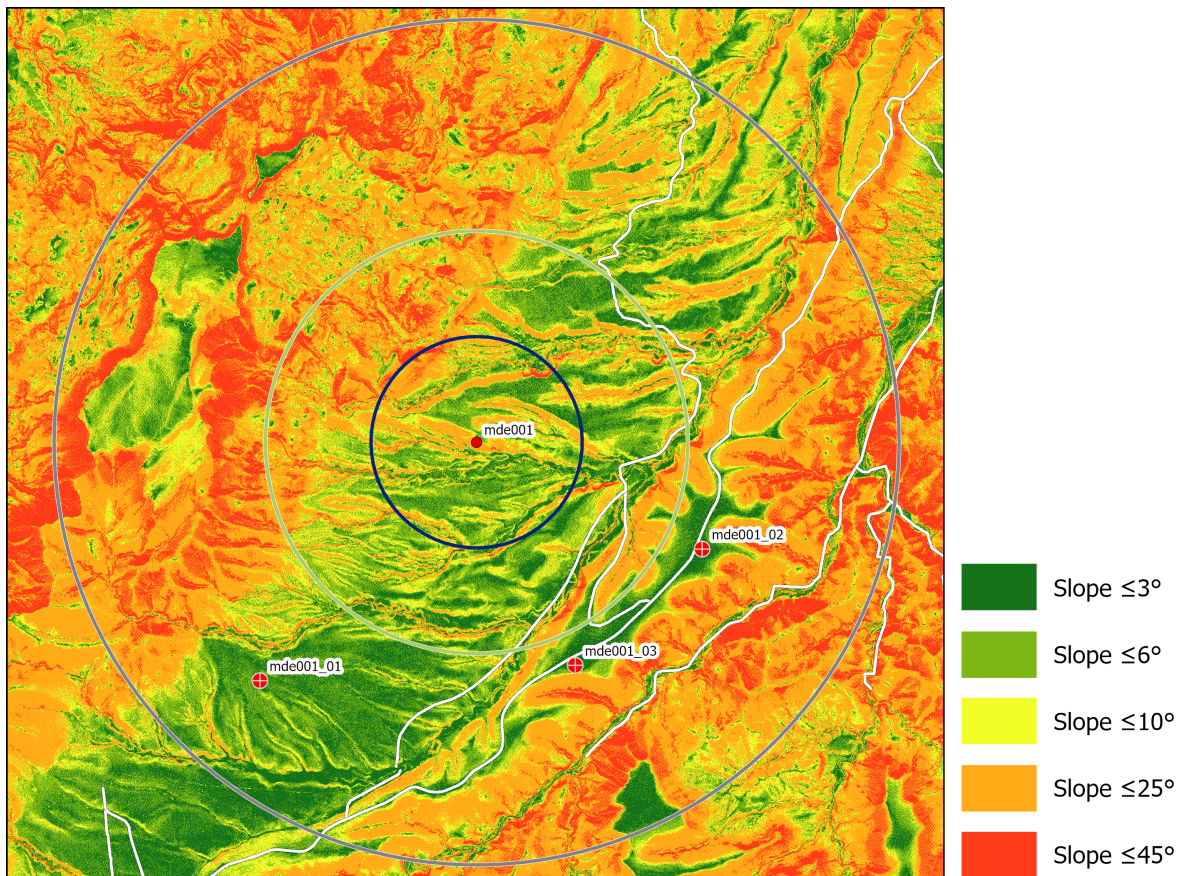 mde001
mde001_02
mde001_03
mde001_01
Slope ≤3°
Slope ≤6°
Slope ≤10°
Slope ≤25°
Slope ≤45°